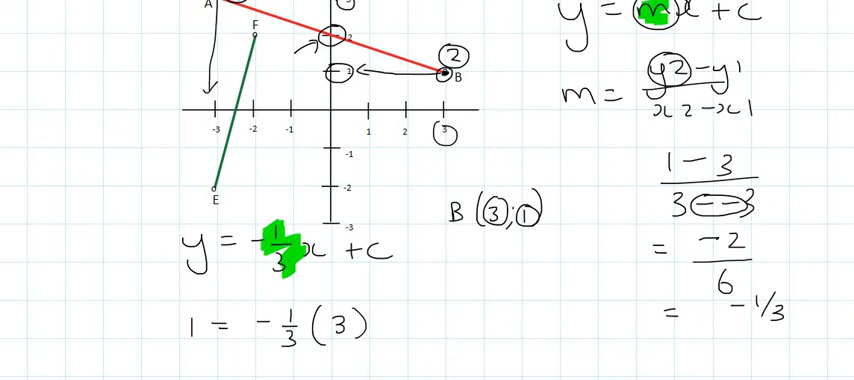 y = mx + c
A
3
F
2
2
1
B
m = y2 - y1 / x2 - x1
-3 -2 -1 1 2 3
-1
1 - 3 / 3 - - 3
-2
E
B (3;1)
-3
y = - 1/3 x + c
= -2 / 6
1 = - 1/3 (3)
= -1/3